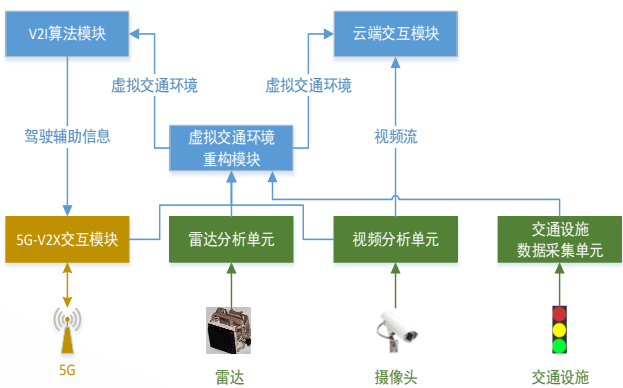 V2I算法模块
云端交互模块
虚拟交通环境
虚拟交通环境
驾驶辅助信息
虚拟交通环境
重构模块
视频流
5G-V2X交互模块
雷达分析单元
视频分析单元
交通设施
数据采集单元
5G
雷达
摄像头
交通设施